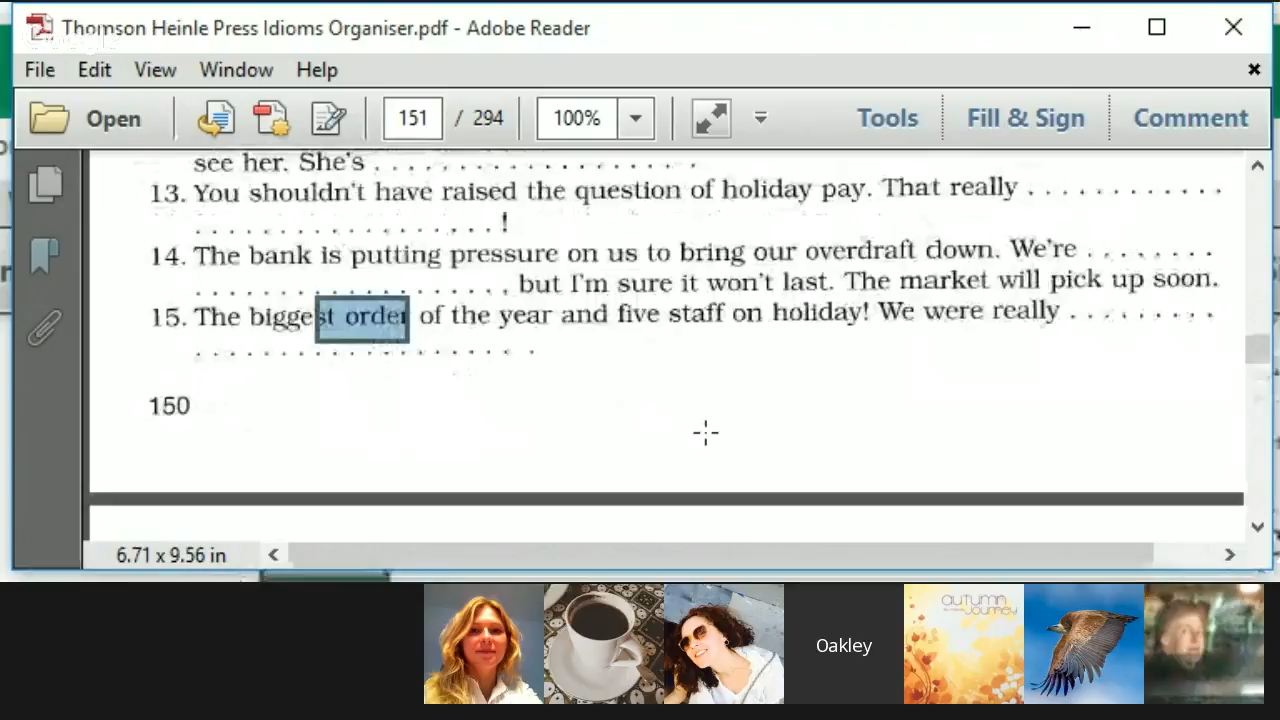 Thomson Heinle Press Idioms Organiser.pdf - Adobe Reader
Google
File Edit View Window Help
Open 151 / 294 100% Tools Fill & Sign Comment
see her. She's . . . . . . . . . . . . . . . . . . . .
13. You shouldn't have raised the question of holiday pay. That really . . . . . . . . . . . .
. . . . . . . . . . . . . . . . . . . . !
14. The bank is putting pressure on us to bring our overdraft down. We're . . . . . . . .
. . . . . . . . . . . . . . . . . . . . , but I'm sure it won't last. The market will pick up soon.
15. The biggest order of the year and five staff on holiday! We were really . . . . . . . . .
. . . . . . . . . . . . . . . . . . . .
150
6.71 x 9.56 in
Oakley
autumn
Journey